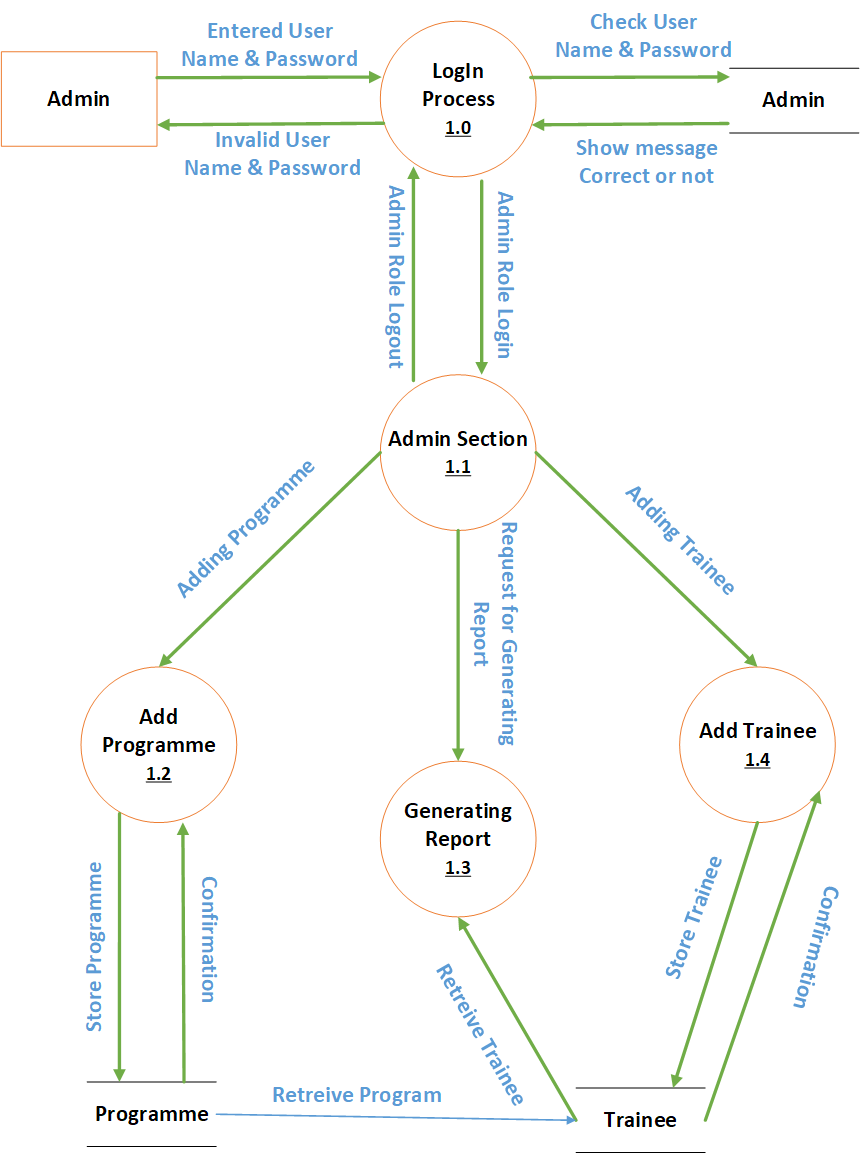 Entered User
Name & Password
Check User
Name & Password
Admin
LogIn
Process
1.0
Admin
Invalid User
Name & Password
Show message
Correct or not
Admin Role Logout
Admin Role Login
Admin Section
1.1
Adding Programme
Request for Generating
Report
Adding Trainee
Add
Programme
1.2
Generating
Report
1.3
Add Trainee
1.4
Store Programme
Confirmation
Retreive Trainee
Store Trainee
Confirmation
Programme
Retreive Program
Trainee